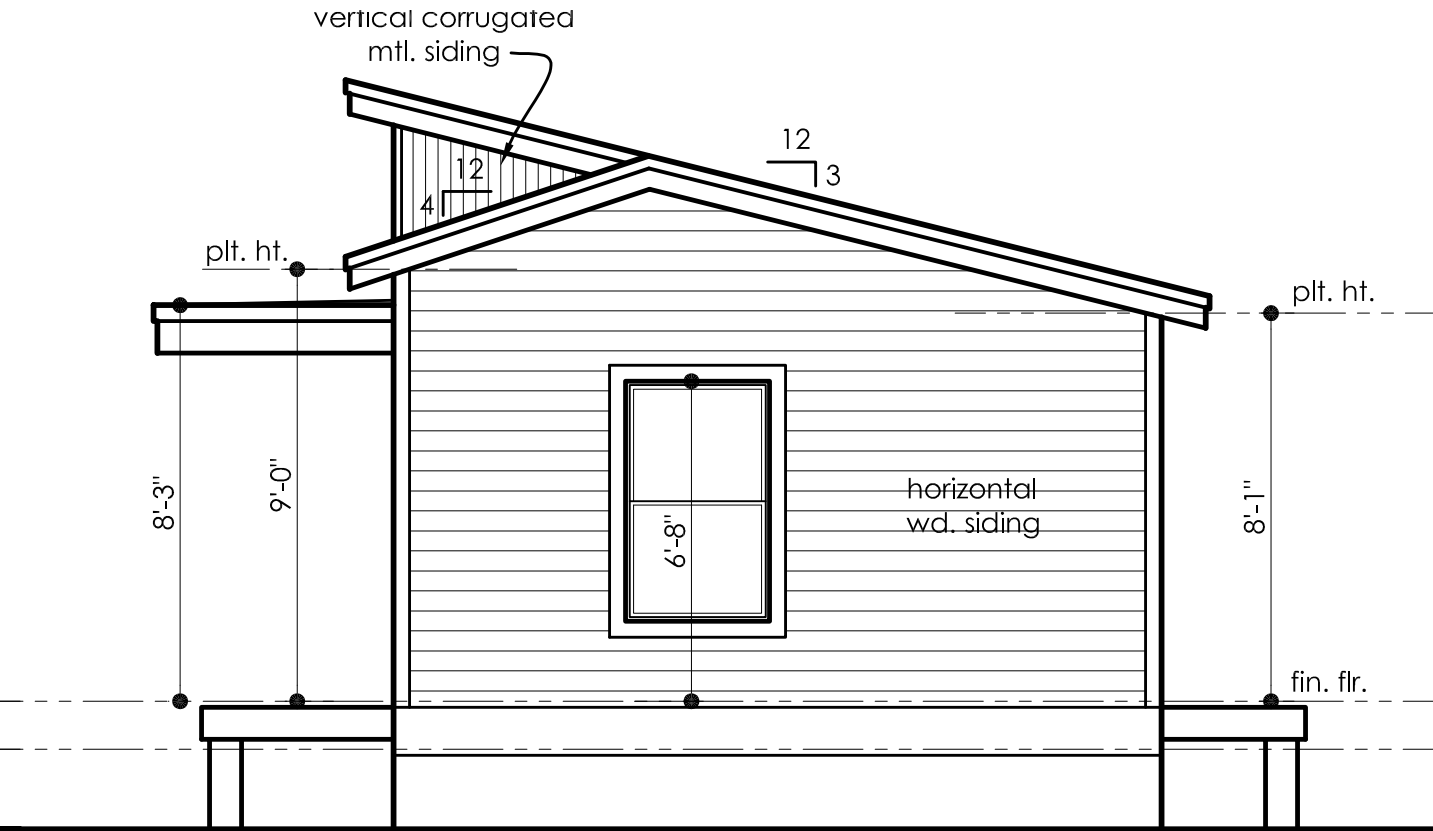 vertical corrugated
mtl. siding
12
3
12
4
plt. ht.
plt. ht.
8'-3"
9'-0"
6'-8"
horizontal
wd. siding
8'-1"
fin. flr.